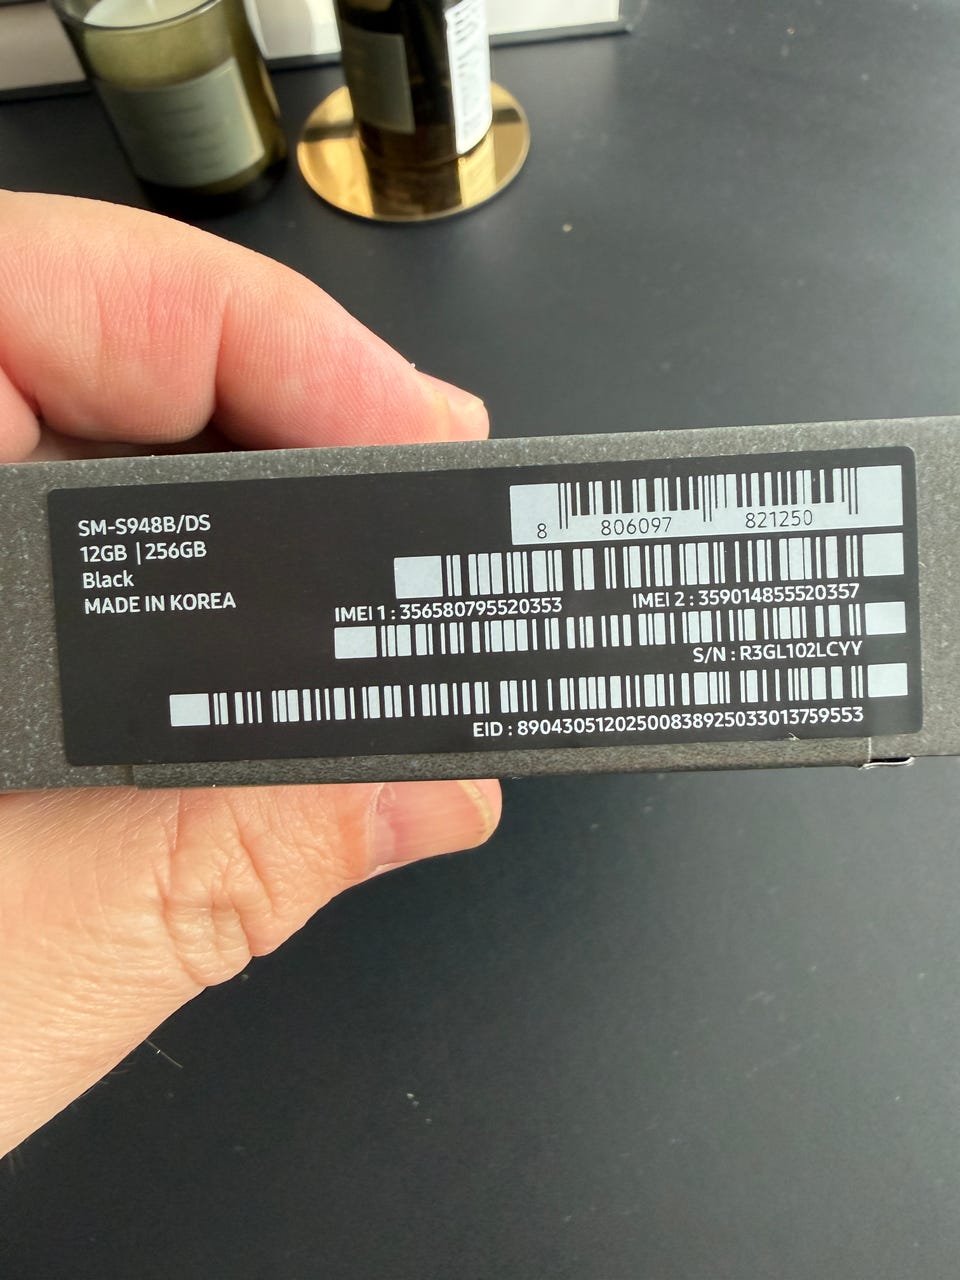 SM-S948B/DS
12GB | 256GB
Black
MADE IN KOREA
8 806097 821250
IMEI 1 : 356580795520353 IMEI 2 : 359014855520357
S/N : R3GL102LCYY
EID : 89043051202500838925033013759553